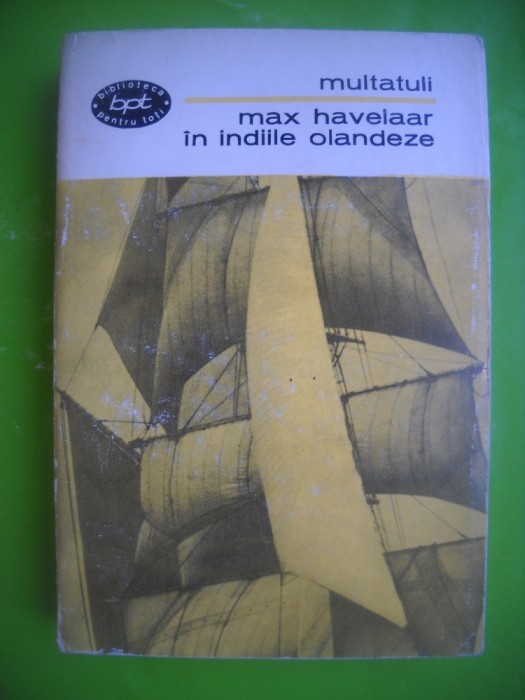 biblioteca
bpt
pentru toți
multatuli
max havelaar
în indiile olandeze